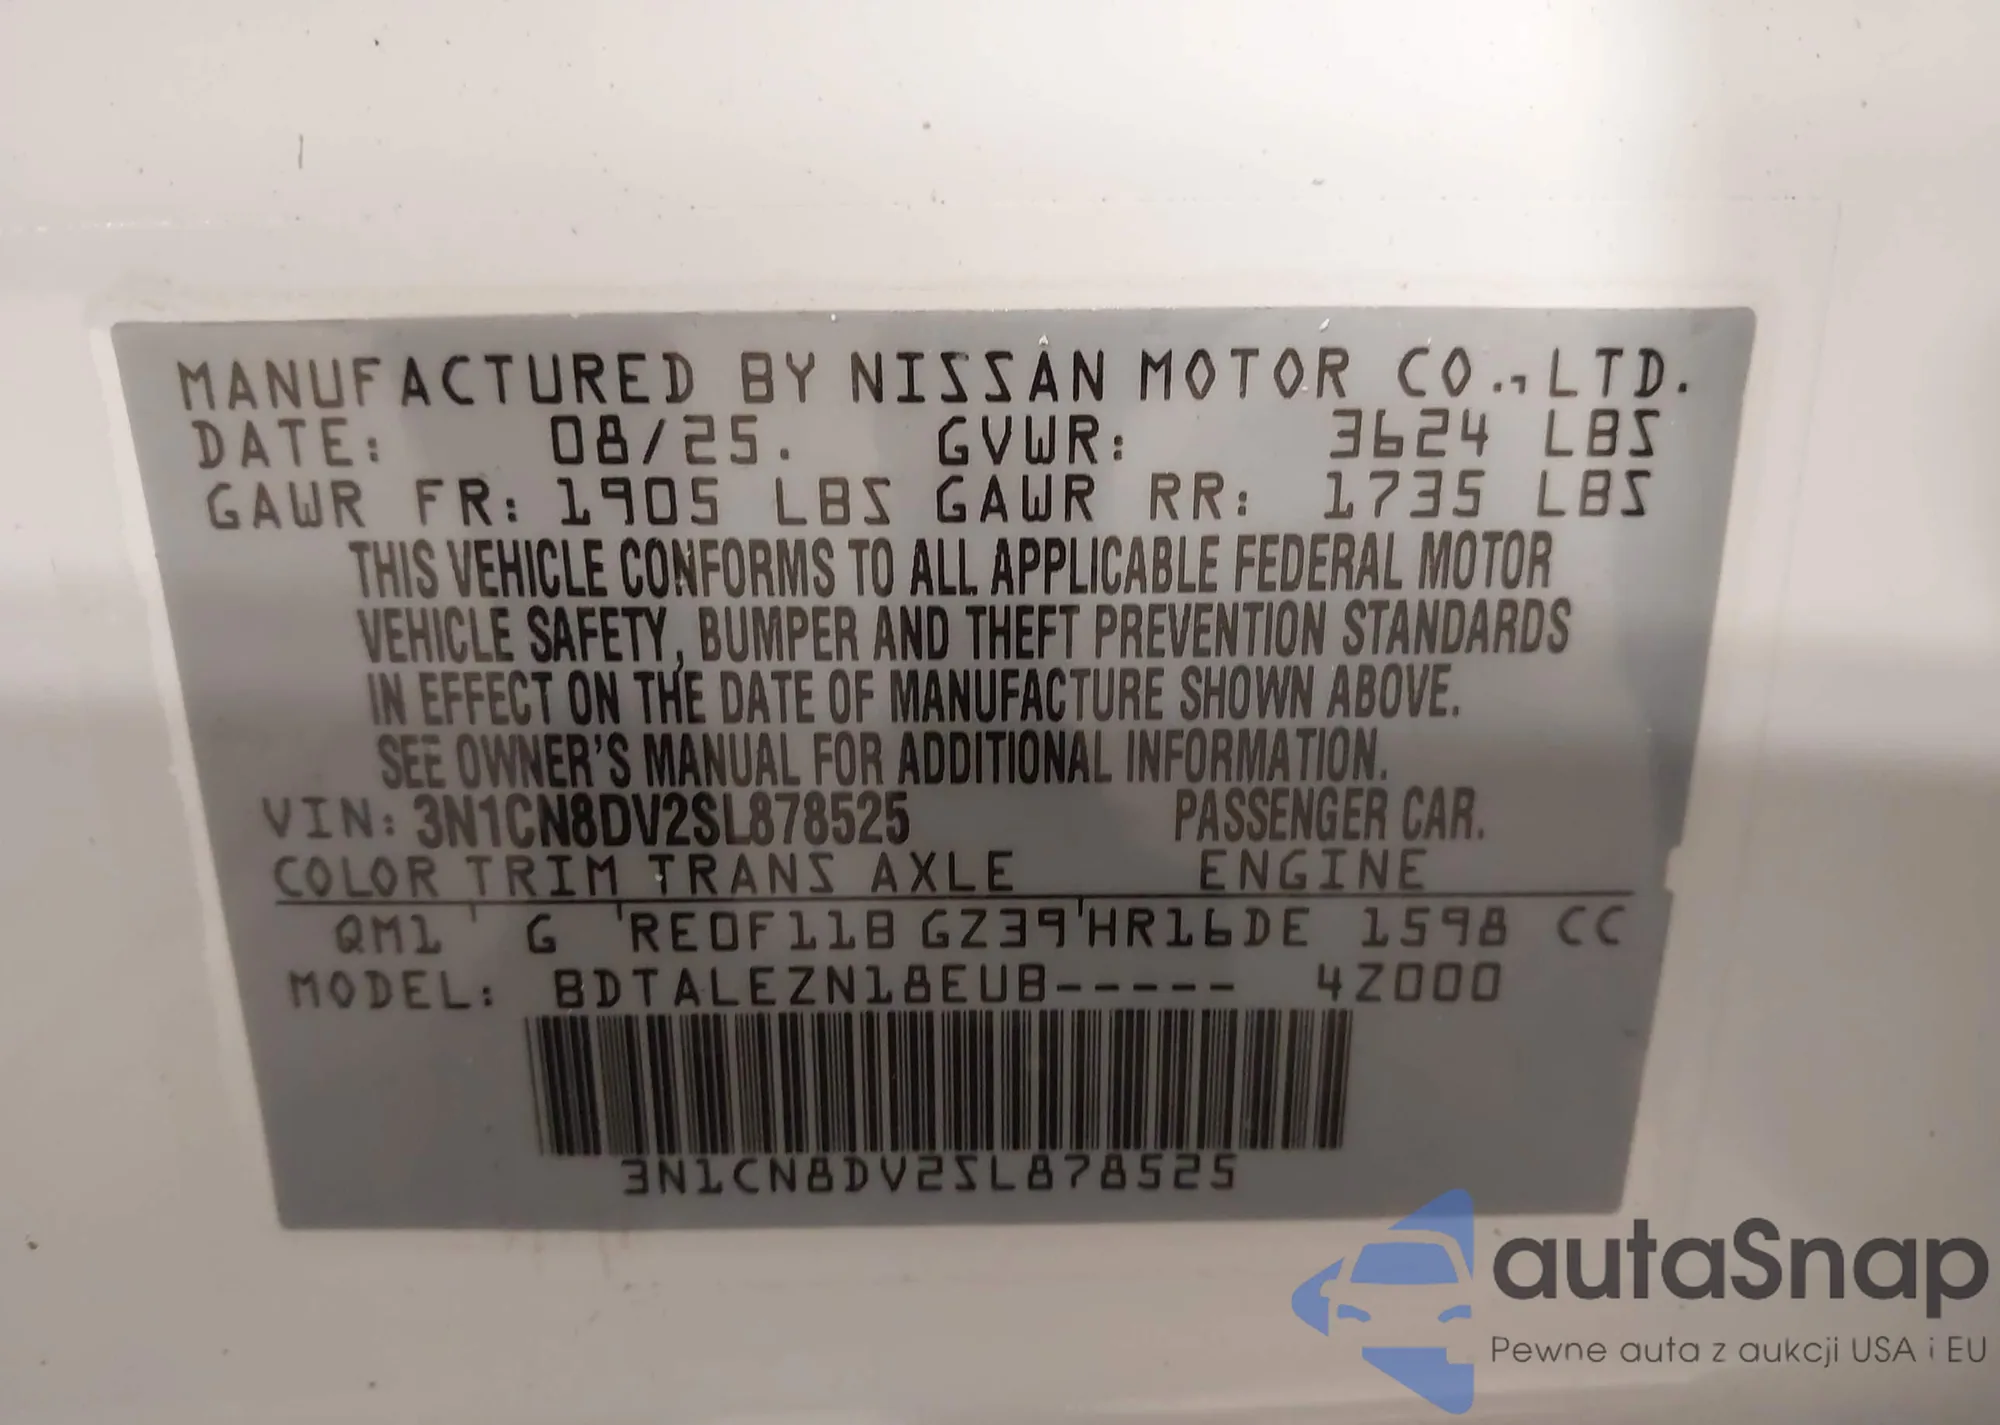 MANUFACTURED BY NISSAN MOTOR CO., LTD.
DATE: 08/25. GVWR: 3624 LBS
GAWR FR: 1905 LBS GAWR RR: 1735 LBS
THIS VEHICLE CONFORMS TO ALL APPLICABLE FEDERAL MOTOR
VEHICLE SAFETY, BUMPER AND THEFT PREVENTION STANDARDS
IN EFFECT ON THE DATE OF MANUFACTURE SHOWN ABOVE.
SEE OWNER'S MANUAL FOR ADDITIONAL INFORMATION.
VIN: 3N1CN8DV2SL878525 PASSENGER CAR.
COLOR TRIM TRANS AXLE ENGINE
QM1 G RE0F11B GZ39 HR16DE 1598 CC
MODEL: BDTALEZN18EUB----- 4Z000
3N1CN8DV2SL878525
autaSnap
Pewne auta z aukcji USA i EU